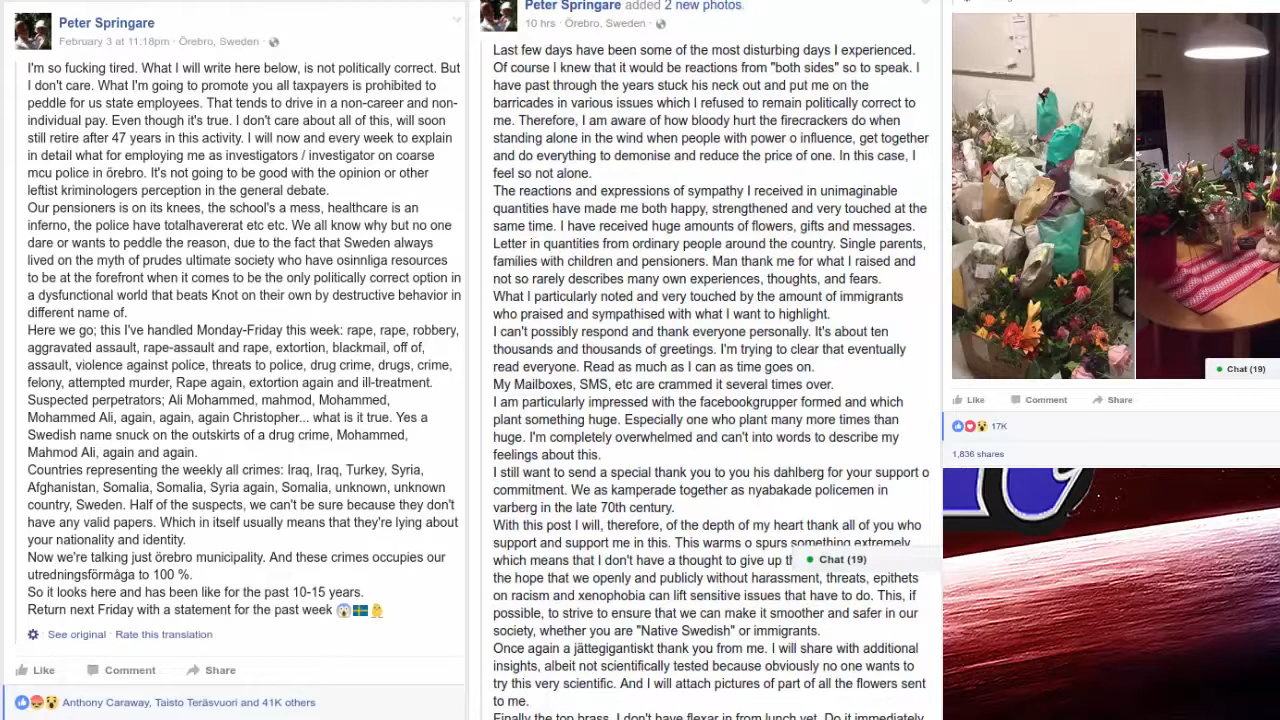 Peter Springare
February 3 at 11:18pm · Örebro, Sweden ·
I'm so fucking tired. What I will write here below, is not politically correct. But
I don't care. What I'm going to promote you all taxpayers is prohibited to
peddle for us state employees. That tends to drive in a non-career and non-
individual pay. Even though it's true. I don't care about all of this, will soon
still retire after 47 years in this activity. I will now and every week to explain
in detail what for employing me as investigators / investigator on coarse
mcu police in örebro. It's not going to be good with the opinion or other
leftist kriminologers perception in the general debate.
Our pensioners is on its knees, the school's a mess, healthcare is an
inferno, the police have totalhavererat etc etc. We all know why but no one
dare or wants to peddle the reason, due to the fact that Sweden always
lived on the myth of prudes ultimate society who have osinnliga resources
to be at the forefront when it comes to be the only politically correct option in
a dysfunctional world that beats Knot on their own by destructive behavior in
different name of.
Here we go; this I've handled Monday-Friday this week: rape, rape, robbery,
aggravated assault, rape-assault and rape, extortion, blackmail, off of,
assault, violence against police, threats to police, drug crime, drugs, crime,
felony, attempted murder, Rape again, extortion again and ill-treatment.
Suspected perpetrators; Ali Mohammed, mahmod, Mohammed,
Mohammed Ali, again, again, again Christopher... what is it true. Yes a
Swedish name snuck on the outskirts of a drug crime, Mohammed,
Mahmod Ali, again and again.
Countries representing the weekly all crimes: Iraq, Iraq, Turkey, Syria,
Afghanistan, Somalia, Somalia, Syria again, Somalia, unkown, unknown
country, Sweden. Half of the suspects, we can't be sure because they don't
have any valid papers. Which in itself usually means that they're lying about
your nationality and identity.
Now we're talking just örebro municipality. And these crimes occupies our
utredningsförmåga to 100 %.
So it looks here and has been like for the past 10-15 years.
Return next Friday with a statement for the past week
See original · Rate this translation
Like Comment Share
Anthony Caraway, Taisto Teräsvuori and 41K others
Peter Springare added 2 new photos.
10 hrs · Örebro, Sweden ·
Last few days have been some of the most disturbing days I experienced.
Of course I knew that it would be reactions from "both sides" so to speak. I
have past through the years stuck his neck out and put me on the
barricades in various issues which I refused to remain politically correct to
me. Therefore, I am aware of how bloody hurt the firecrackers do when
standing alone in the wind when people with power o influence, get together
and do everything to demonise and reduce the price of one. In this case, I
feel so not alone.
The reactions and expressions of sympathy I received in unimaginable
quantities have made me both happy, strengthened and very touched at the
same time. I have received huge amounts of flowers, gifts and messages.
Letter in quantities from ordinary people around the country. Single parents,
families with children and pensioners. Man thank me for what I raised and
not so rarely describes many own experiences, thoughts, and fears.
What I particularly noted and very touched by the amount of immigrants
who praised and sympathised with what I want to highlight.
I can't possibly respond and thank everyone personally. It's about ten
thousands and thousands of greetings. I'm trying to clear that eventually
read everyone. Read as much as I can as time goes on.
My Mailboxes, SMS, etc are crammed it several times over.
I am particularly impressed with the facebookgrupper formed and which
plant something huge. Especially one who plant many more times than
huge. I'm completely overwhelmed and can't into words to describe my
feelings about this.
I still want to send a special thank you to you his dahlberg for your support o
commitment. We as kamperade together as nyabakade policemen in
varberg in the late 70th century.
With this post I will, therefore, of the depth of my heart thank all of you who
support and support me in this. This warms o spurs something extremely
which means that I don't have a thought to give up
Chat (19)
the hope that we openly and publicly without harassment, threats, epithets
on racism and xenophobia can lift sensitive issues that have to do. This, if
possible, to strive to ensure that we can make it smoother and safer in our
society, whether you are "Native Swedish" or immigrants.
Once again a jättegigantiskt thank you from me. I will share with additional
insights, albeit not scientifically tested because obviously no one wants to
try this very scientific. And I will attach pictures of part of all the flowers sent
to me.
Finally the top brass, I don't have flexar in from lunch yet. Do it immediately
Chat (19)
Like Comment Share
17K
1,836 shares